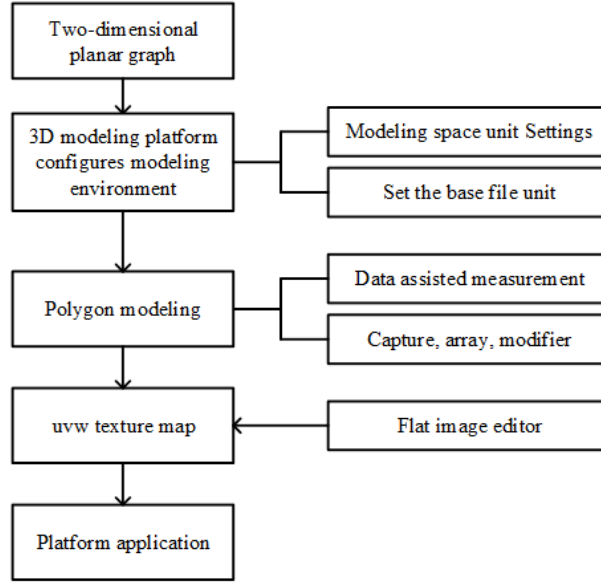 Two-dimensional
planar graph
3D modeling platform
configures modeling
environment
Modeling space unit Settings
Set the base file unit
Polygon modeling
Data assisted measurement
Capture, array, modifier
uvw texture map
Flat image editor
Platform application